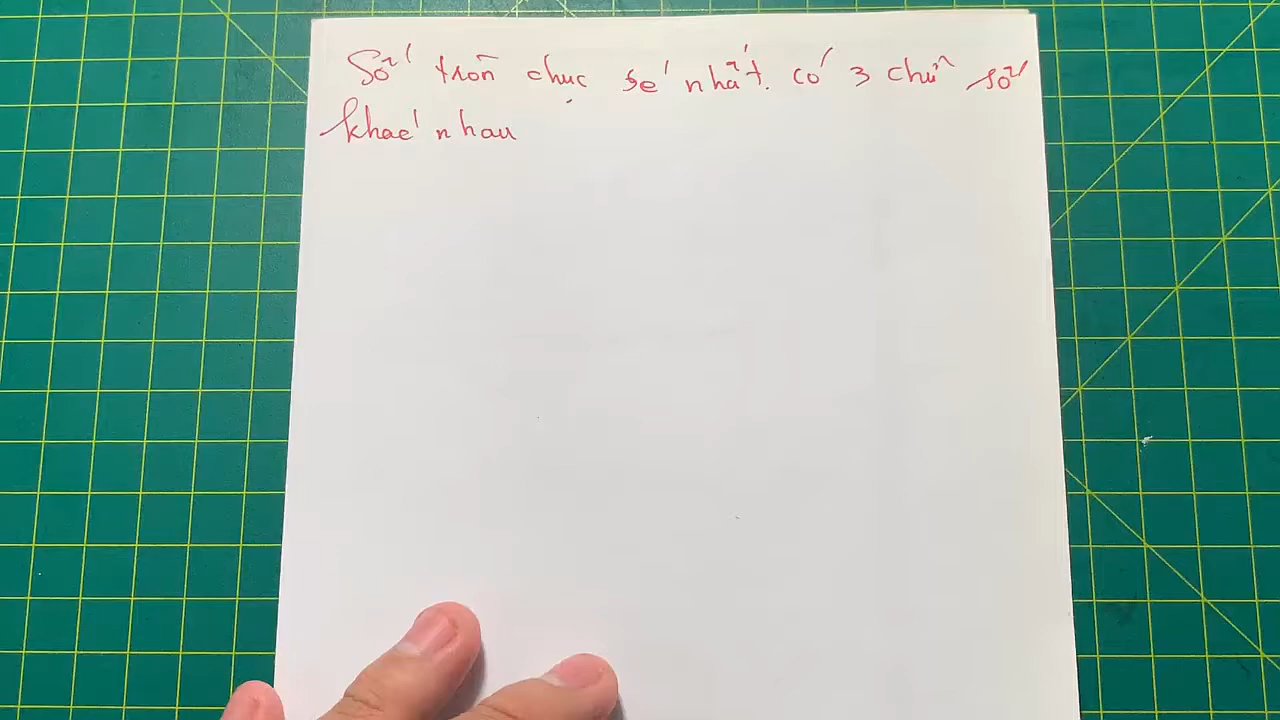 Số tròn chục bé nhất có 3 chữ số
khác nhau